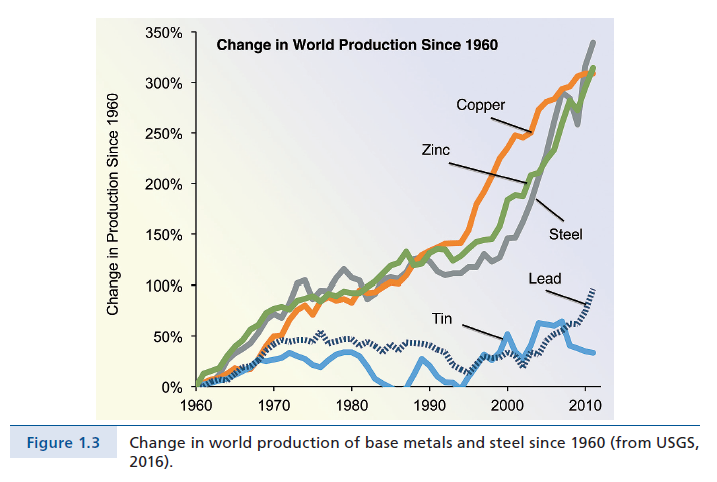 Change in World Production Since 1960
Change in Production Since 1960
350%
300%
250%
200%
150%
100%
50%
0%
Copper
Zinc
Steel
Lead
Tin
1960 1970 1980 1990 2000 2010
Figure 1.3 Change in world production of base metals and steel since 1960 (from USGS,
2016).